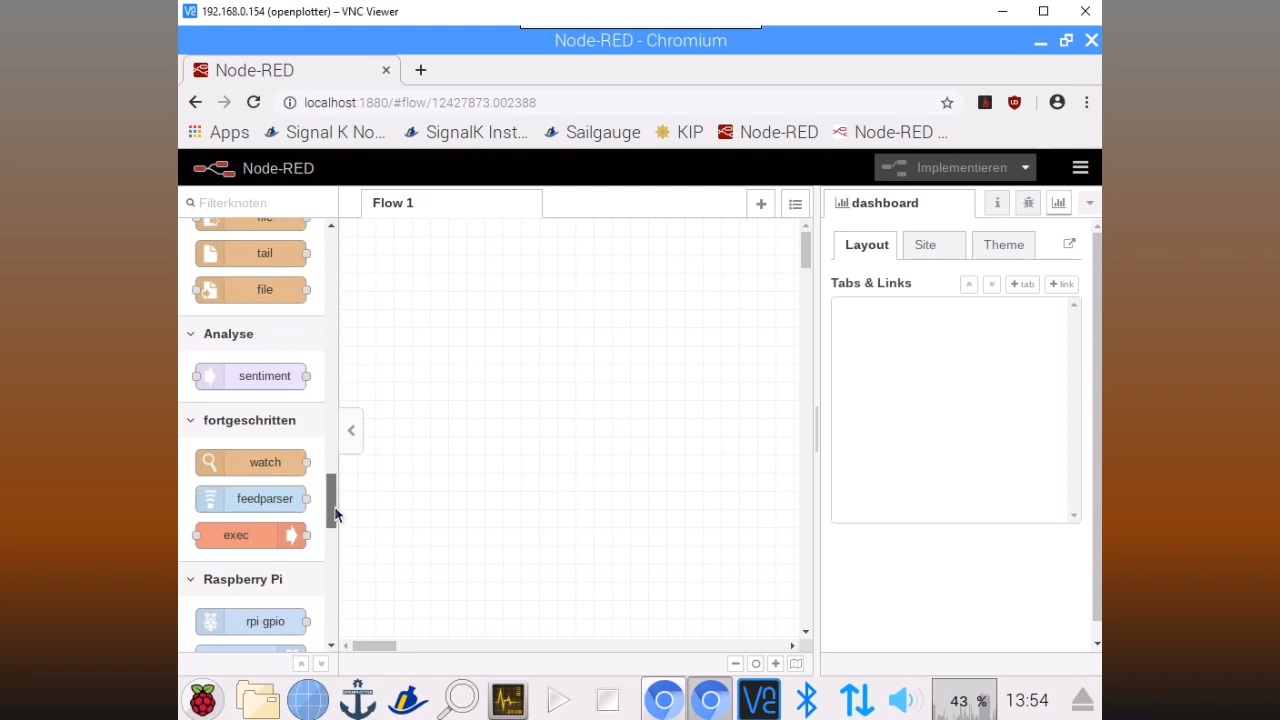 192.168.0.154 (openplotter) – VNC Viewer
Node-RED - Chromium
Node-RED
localhost:1880/#flow/12427873.002388
Apps Signal K No... SignalK Inst... Sailgauge KIP Node-RED Node-RED ...
Node-RED
Implementieren
Filterknoten
Flow 1
dashboard
tail
Layout Site Theme
file
Tabs & Links
tab
link
Analyse
sentiment
fortgeschritten
watch
feedparser
exec
Raspberry Pi
rpi gpio
OPENPLOTTER
43 %
13:54